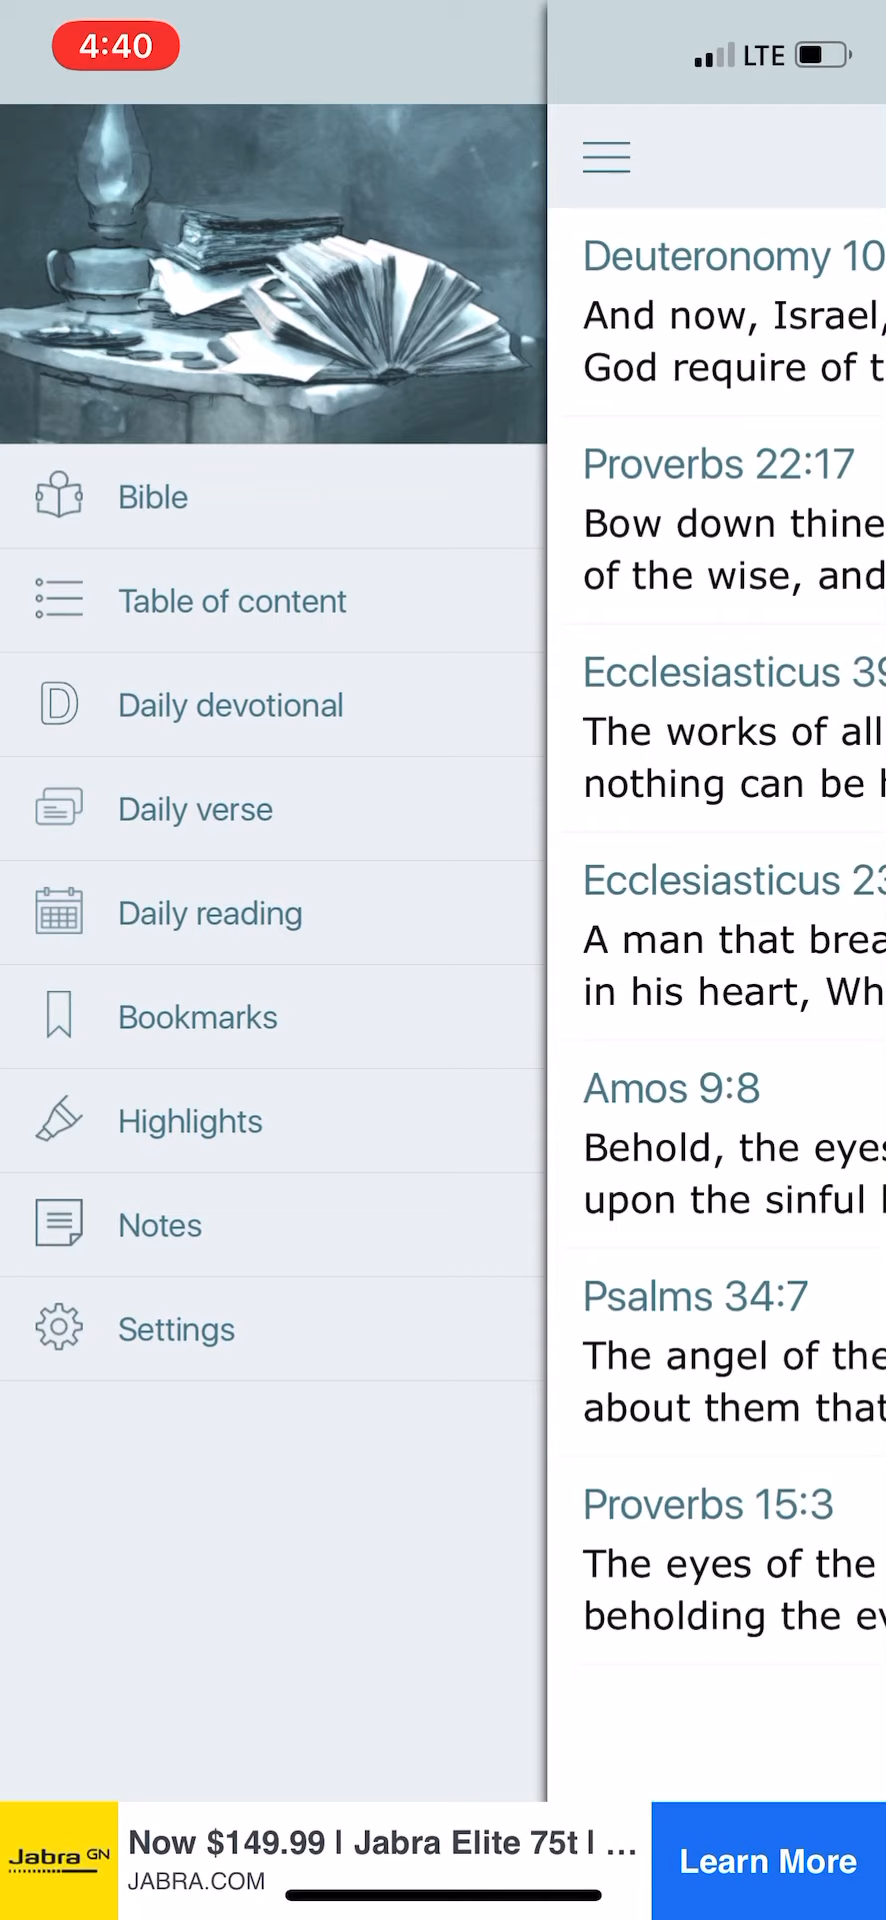 4:40
LTE
Bible
Table of content
Daily devotional
Daily verse
Daily reading
Bookmarks
Highlights
Notes
Settings
Deuteronomy 10
And now, Israel,
God require of t
Proverbs 22:17
Bow down thine
of the wise, and
Ecclesiasticus 39
The works of all
nothing can be h
Ecclesiasticus 23
A man that brea
in his heart, Wh
Amos 9:8
Behold, the eyes
upon the sinful
Psalms 34:7
The angel of the
about them that
Proverbs 15:3
The eyes of the
beholding the ev
Jabra GN
Now $149.99 | Jabra Elite 75t | ...
JABRA.COM
Learn More